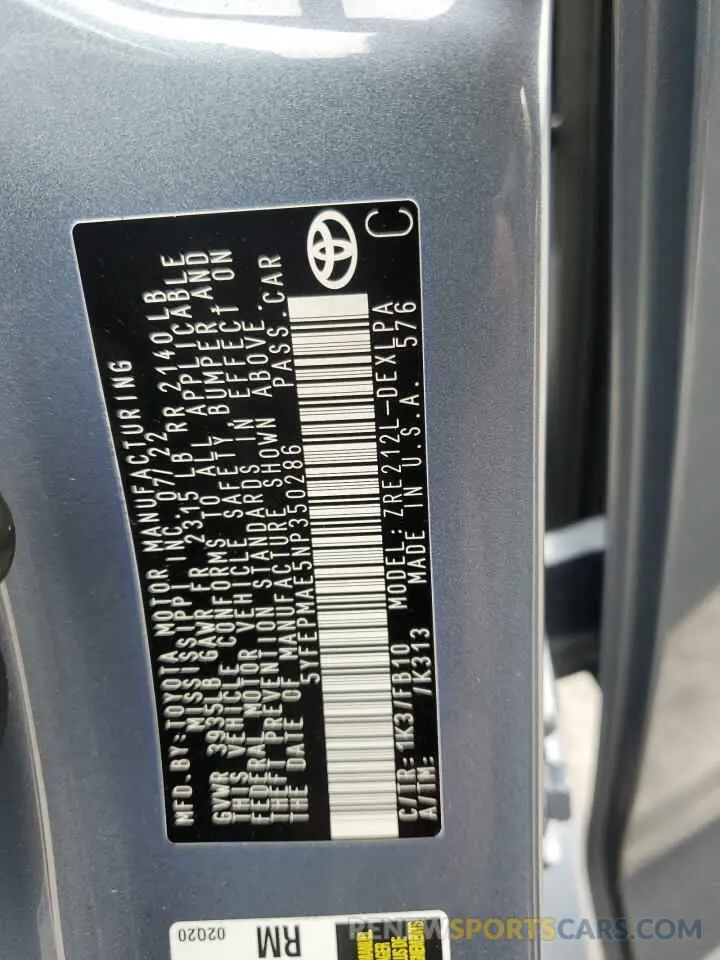 MFD.BY:TOYOTA MOTOR MANUFACTURING
MISSISSIPPI INC. 07/22
GVWR 3935LB GAWR FR 2315 LB RR 2140LB
THIS VEHICLE CONFORMS TO ALL APPLICABLE
FEDERAL MOTOR VEHICLE SAFETY, BUMPER, AND
THEFT PREVENTION STANDARDS IN EFFECT ON
THE DATE OF MANUFACTURE SHOWN ABOVE.
5YFEPMAE5NP350286 PASS.CAR
C/TR: 1K3/FB10 MODEL: ZRE212L-DEXLPA
A/TM: /K313 MADE IN U.S.A. 576
C
02020
RM
RENEWSPORTSCARS.COM